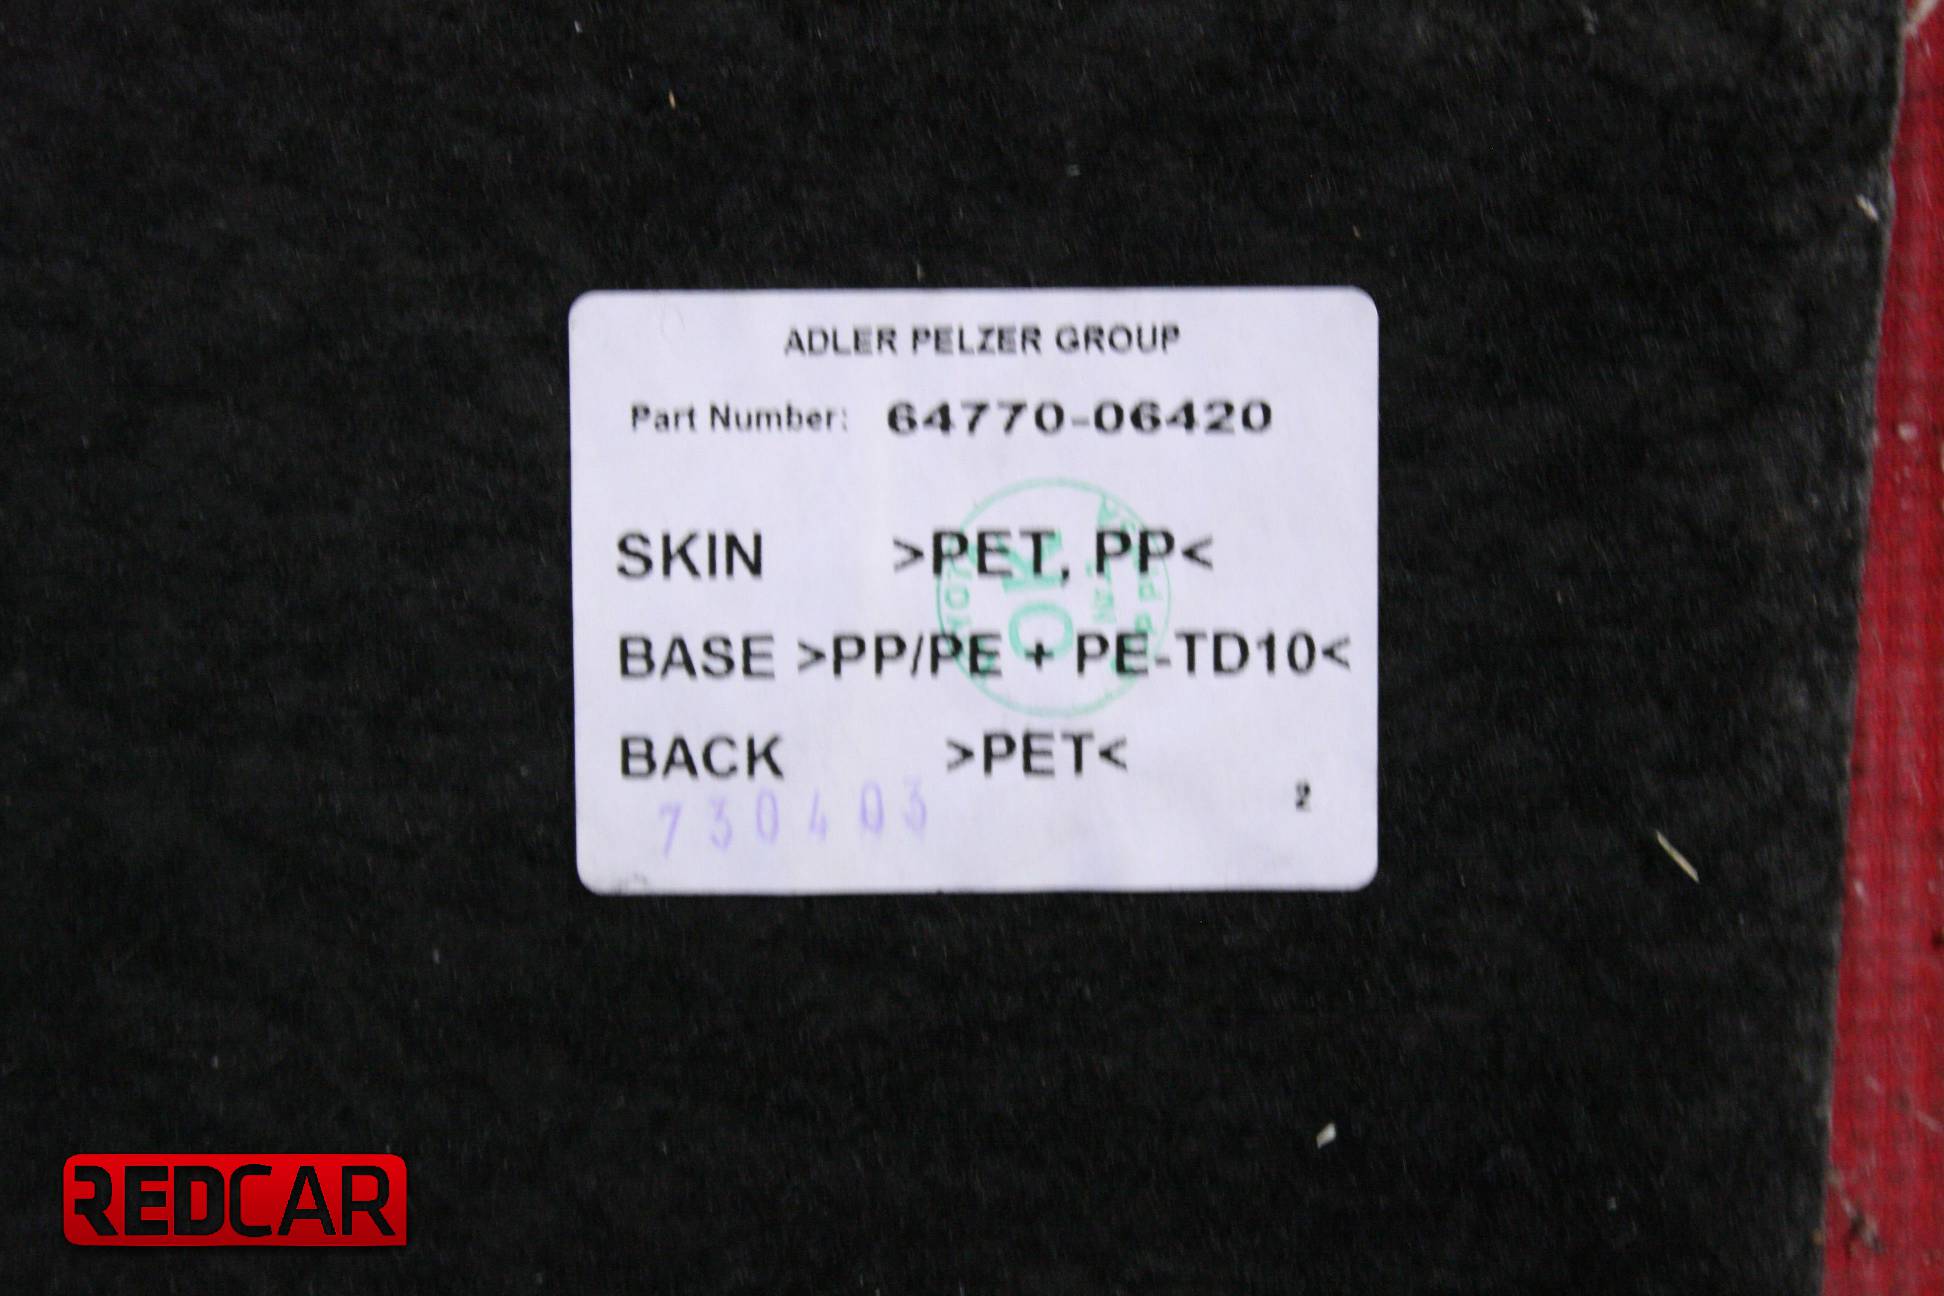 ADLER PELZER GROUP
Part Number: 64770-06420
SKIN >PET, PP<
OK
BASE >PP/PE + PE-TD10<
BACK >PET<
730403
2
REDCAR